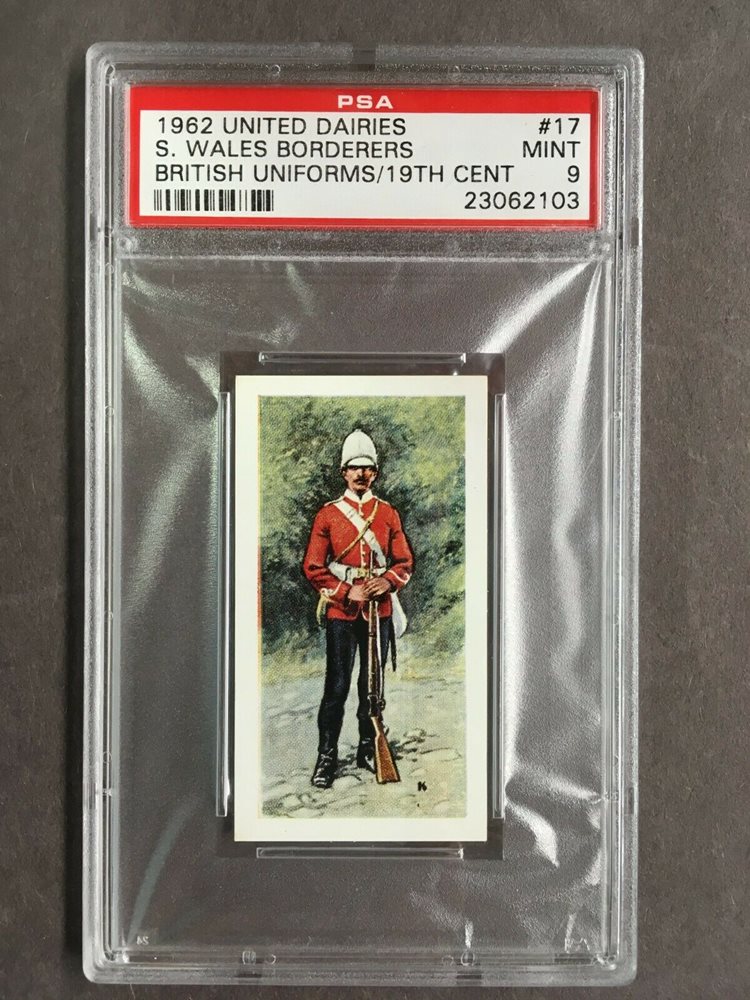 PSA
1962 UNITED DAIRIES #17
S. WALES BORDERERS MINT
BRITISH UNIFORMS/19TH CENT 9
23062103
K